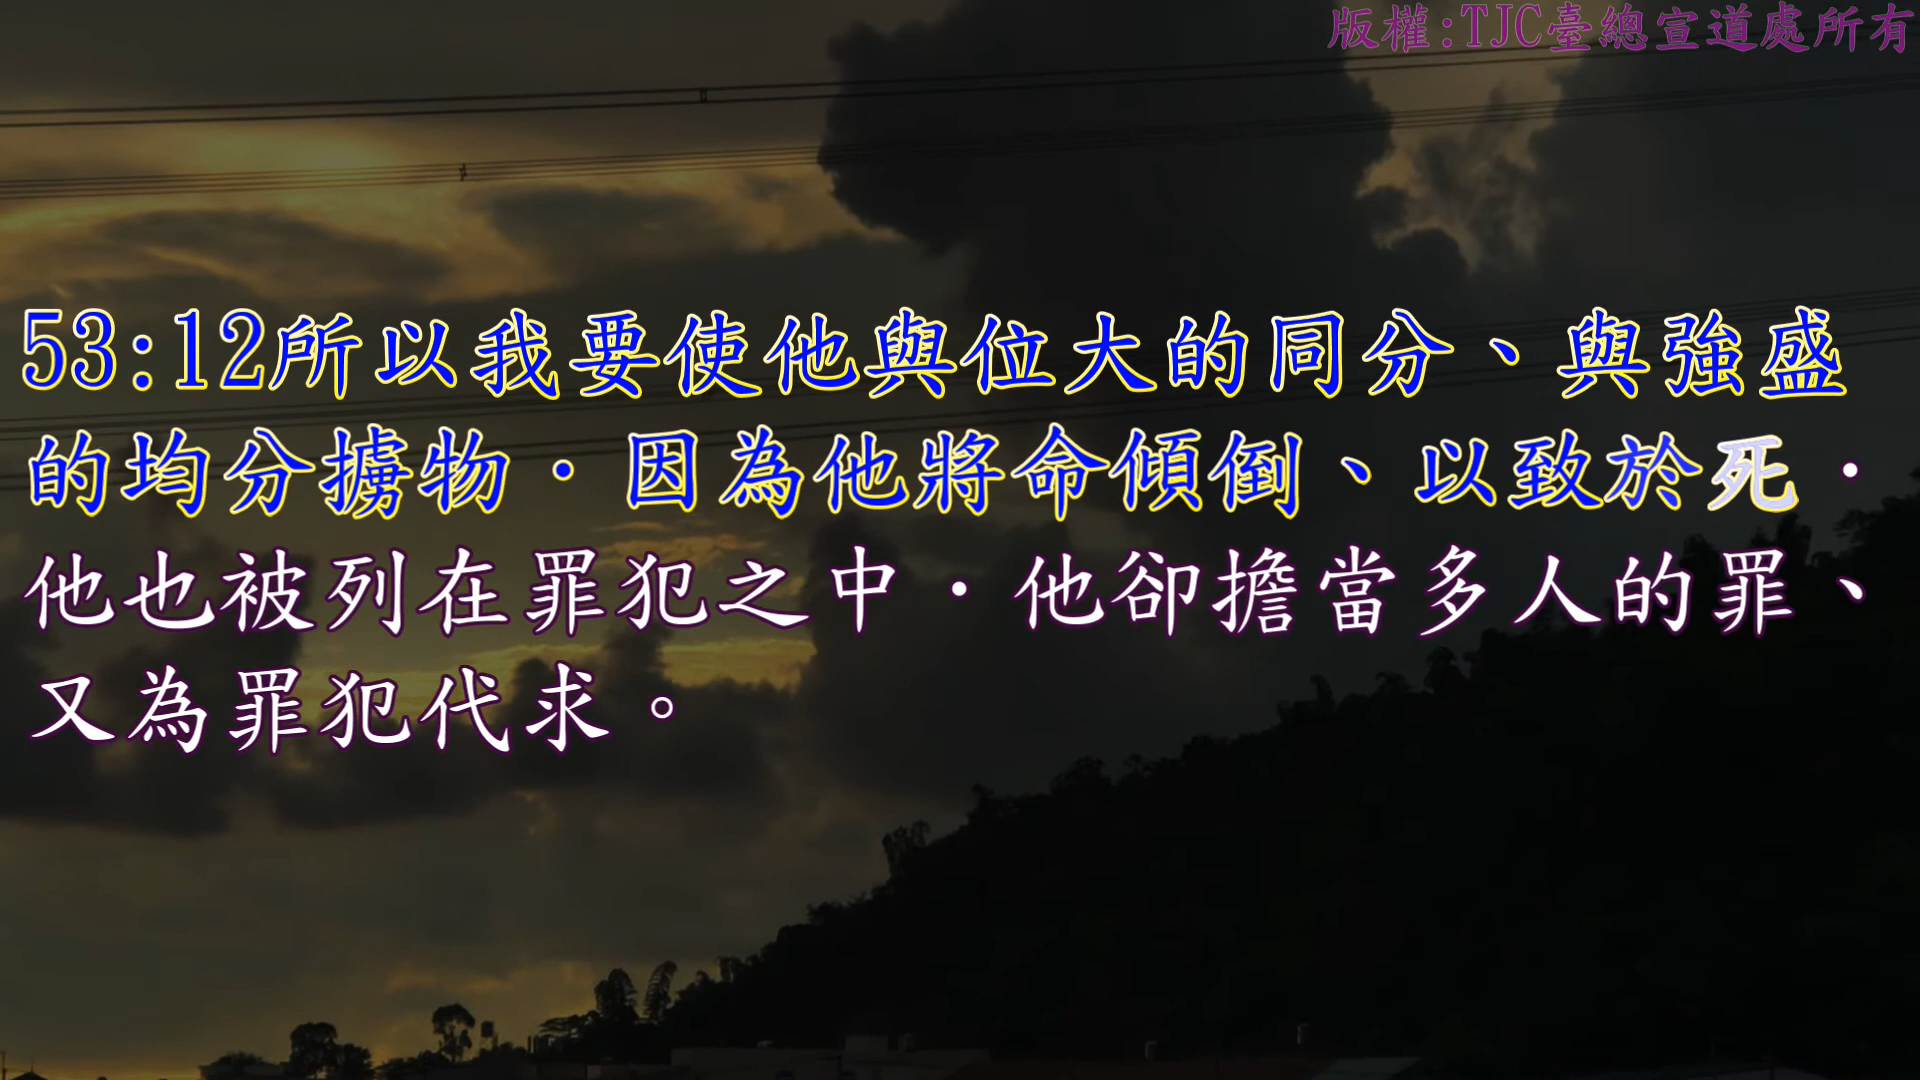 版權:TJC臺總宣道處所有
53:12所以我要使他與位大的同分、與強盛
的均分擄物．因為他將命傾倒、以致於死．
他也被列在罪犯之中．他卻擔當多人的罪、
又為罪犯代求。